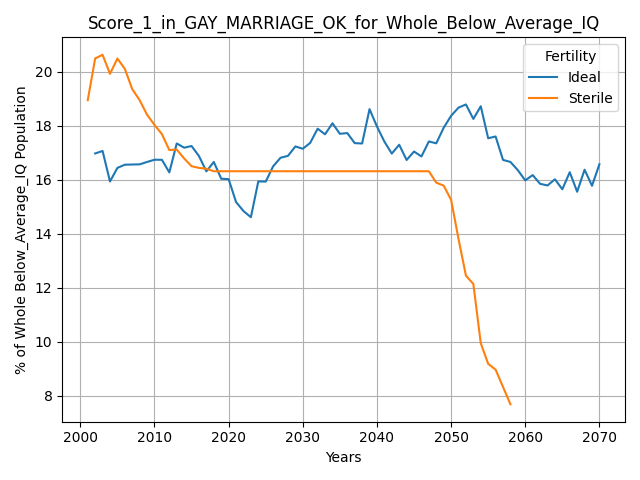 Score_1_in_GAY_MARRIAGE_OK_for_Whole_Below_Average_IQ
% of Whole Below_Average_IQ Population
20
18
16
14
12
10
8
Fertility
Ideal
Sterile
2000 2010 2020 2030 2040 2050 2060 2070
Years